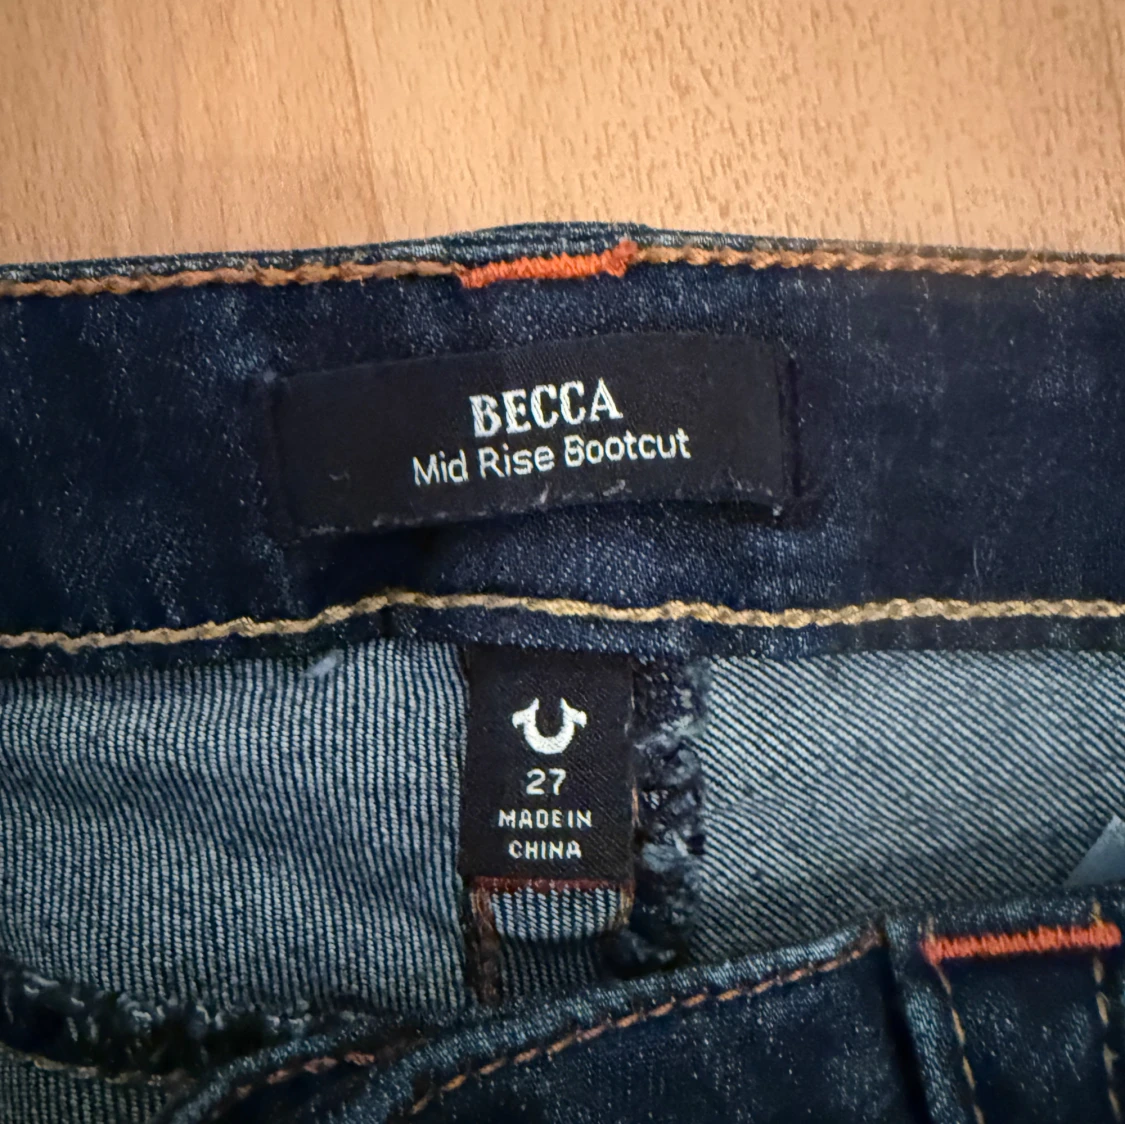 BECCA
Mid Rise Bootcut
27
MADE IN
CHINA